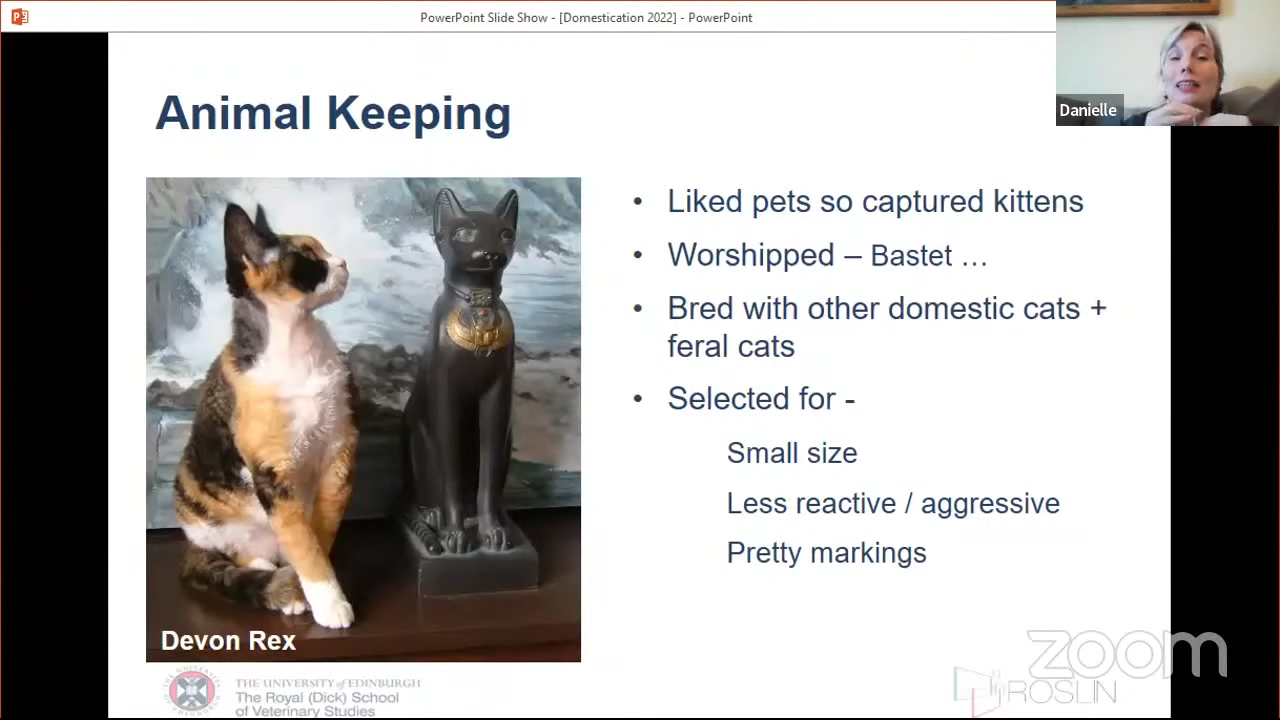 PowerPoint Slide Show - [Domestication 2022] - PowerPoint
Danielle
Animal Keeping
• Liked pets so captured kittens
• Worshipped – Bastet …
• Bred with other domestic cats +
feral cats
• Selected for -
Small size
Less reactive / aggressive
Pretty markings
Devon Rex
THE UNIVERSITY of EDINBURGH
The Royal (Dick) School
of Veterinary Studies
zoom
ROSLIN